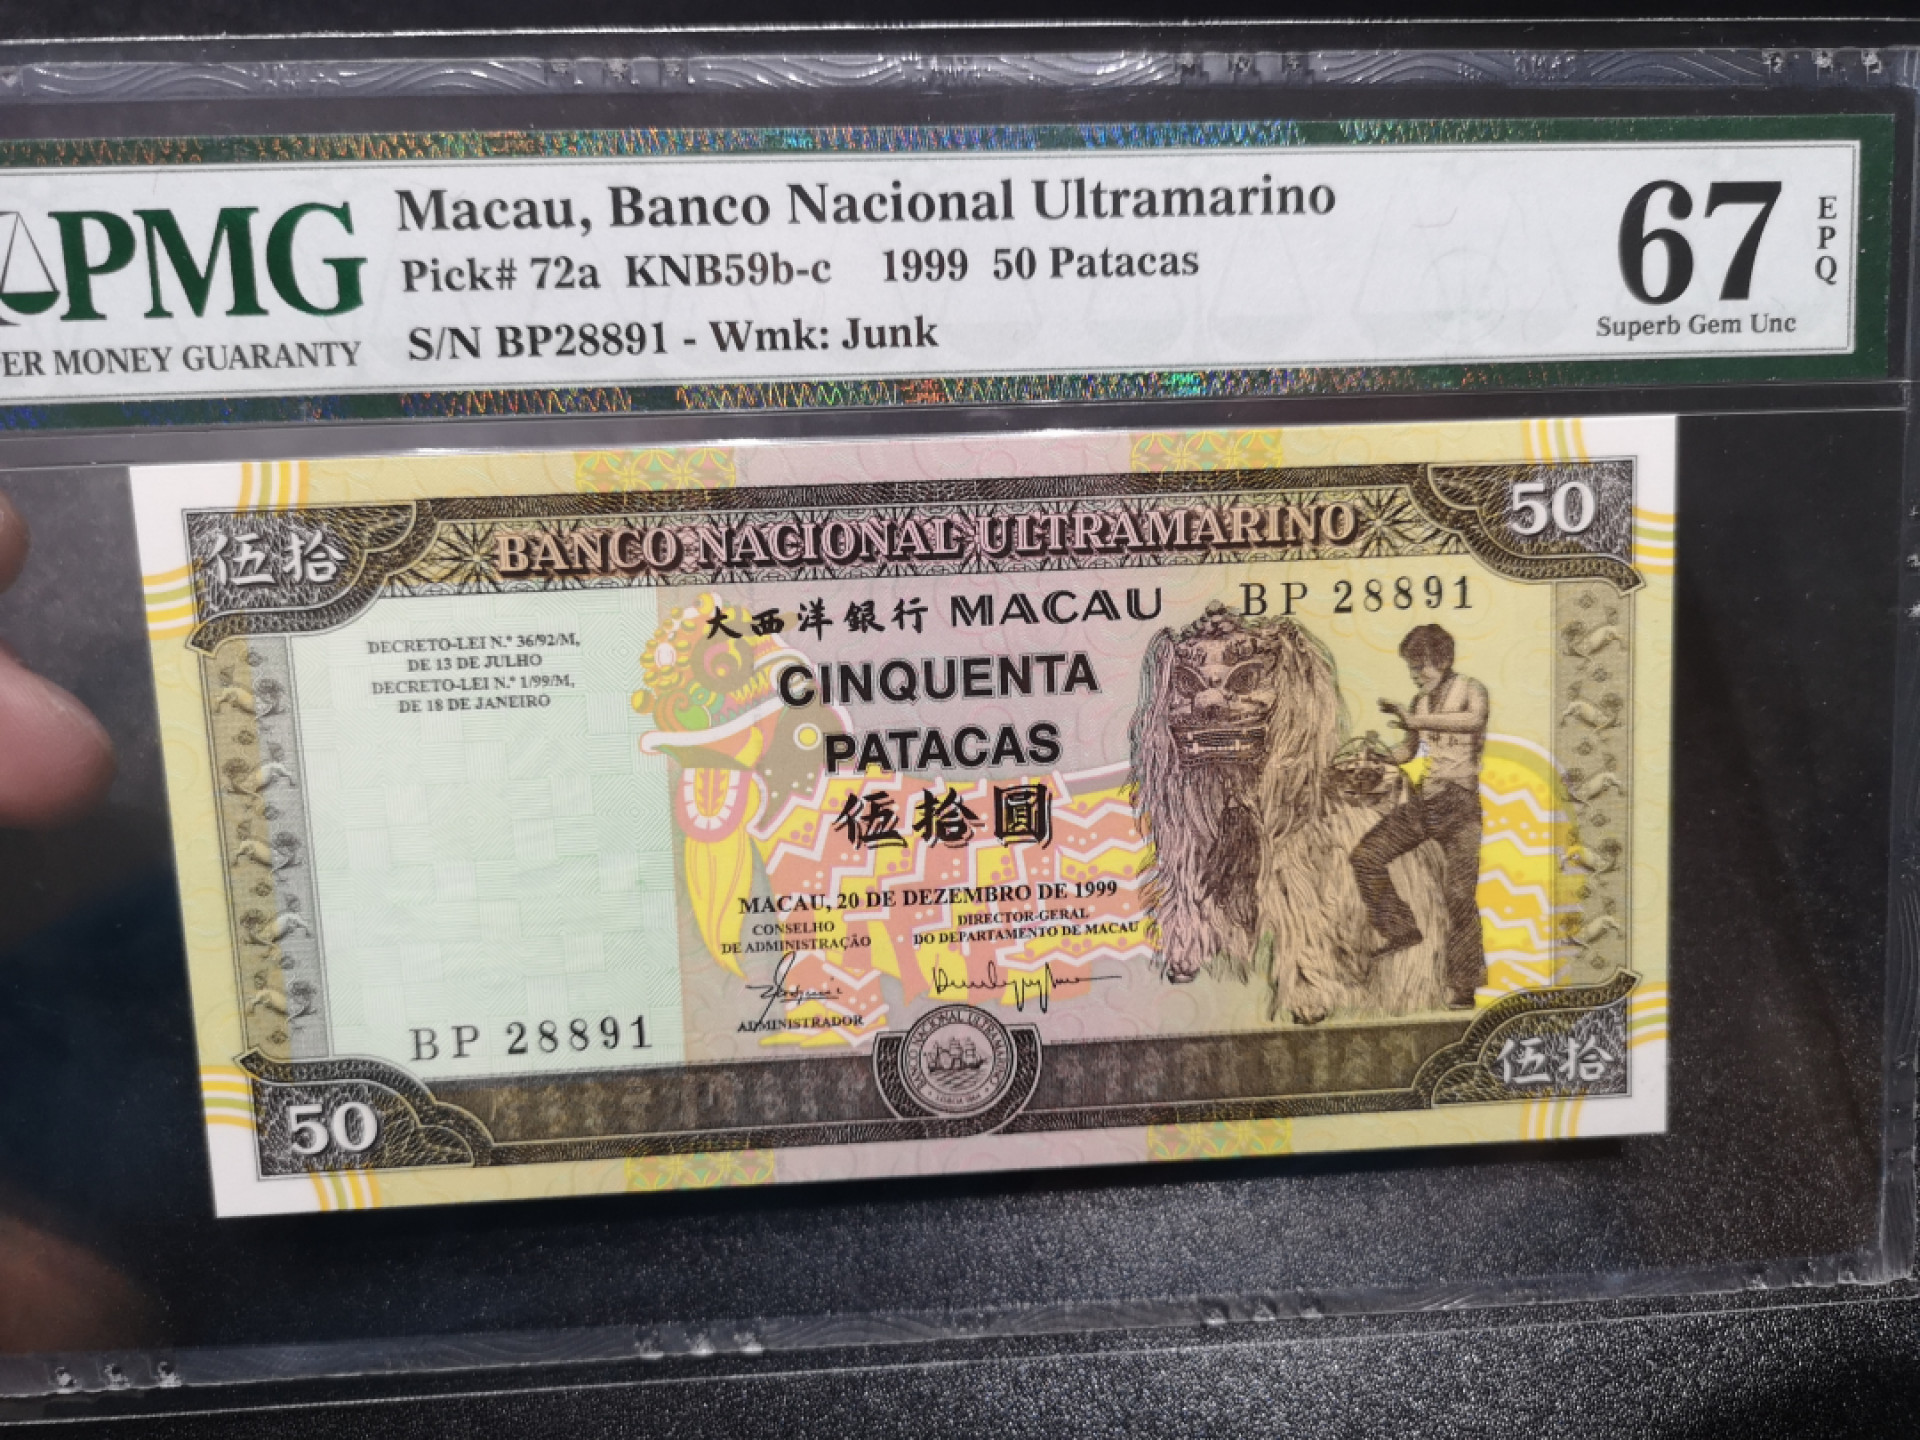 PMG
ER MONEY GUARANTY
Macau, Banco Nacional Ultramarino
Pick# 72a KNB59b-c 1999 50 Patacas
S/N BP28891 - Wmk: Junk
67
EPQ
Superb Gem Unc
伍拾
BANCO NACIONAL ULTRAMARINO
50
大西洋銀行 MACAU
BP 28891
DECRETO-LEI N.º 36/92/M,
DE 13 DE JULHO
DECRETO-LEI N.º 1/99/M,
DE 18 DE JANEIRO
CINQUENTA
PATACAS
伍拾圓
MACAU, 20 DE DEZEMBRO DE 1999
CONSELHO
DE ADMINISTRAÇÃO
DIRECTOR-GERAL
DO DEPARTAMENTO DE MACAU
ADMINISTRADOR
BP 28891
BANCO NACIONAL ULTRAMARINO
50
伍拾